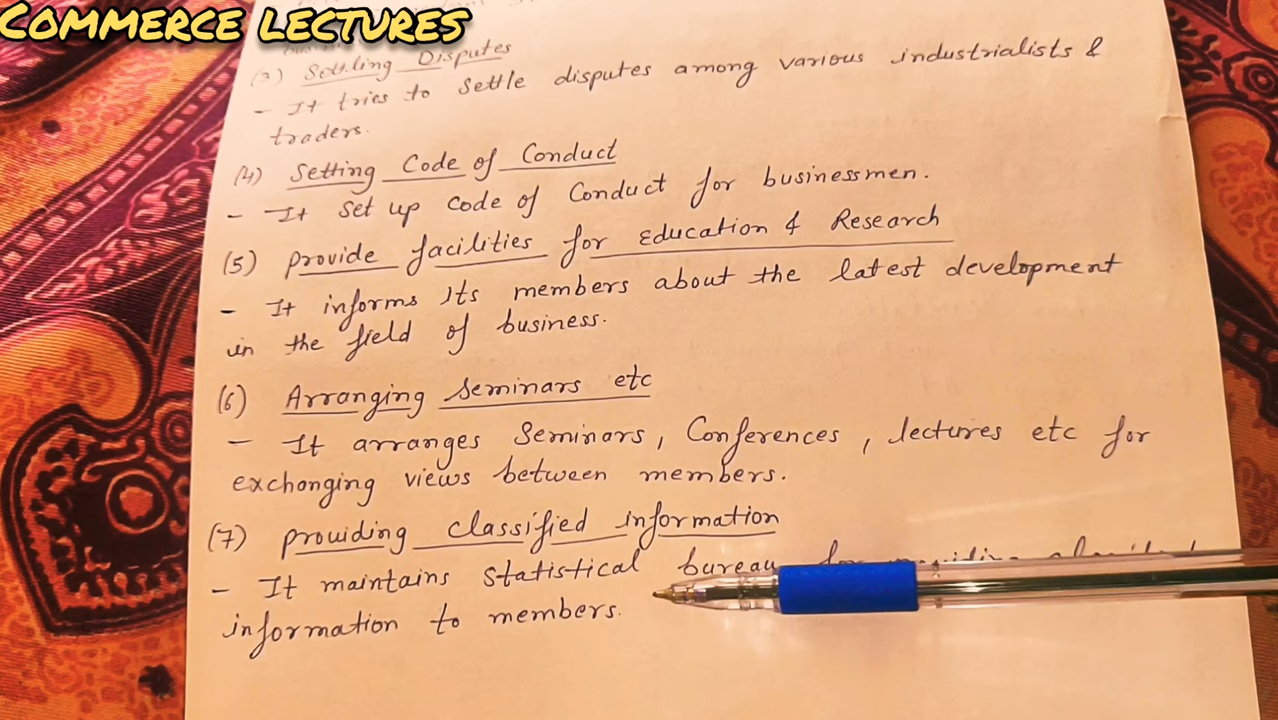 COMMERCE LECTURES
(3) Settling Disputes
- It tries to settle disputes among various industrialists &
traders.
(4) Setting Code of Conduct
- It set up code of Conduct for businessmen.
(5) provide facilities for Education & Research
- It informs Its members about the latest development
in the field of business.
(6) Arranging Seminars etc
- It arranges Seminars, Conferences, lectures etc for
exchanging views between members.
(7) providing classified information
- It maintains statistical bureau for
information to members.